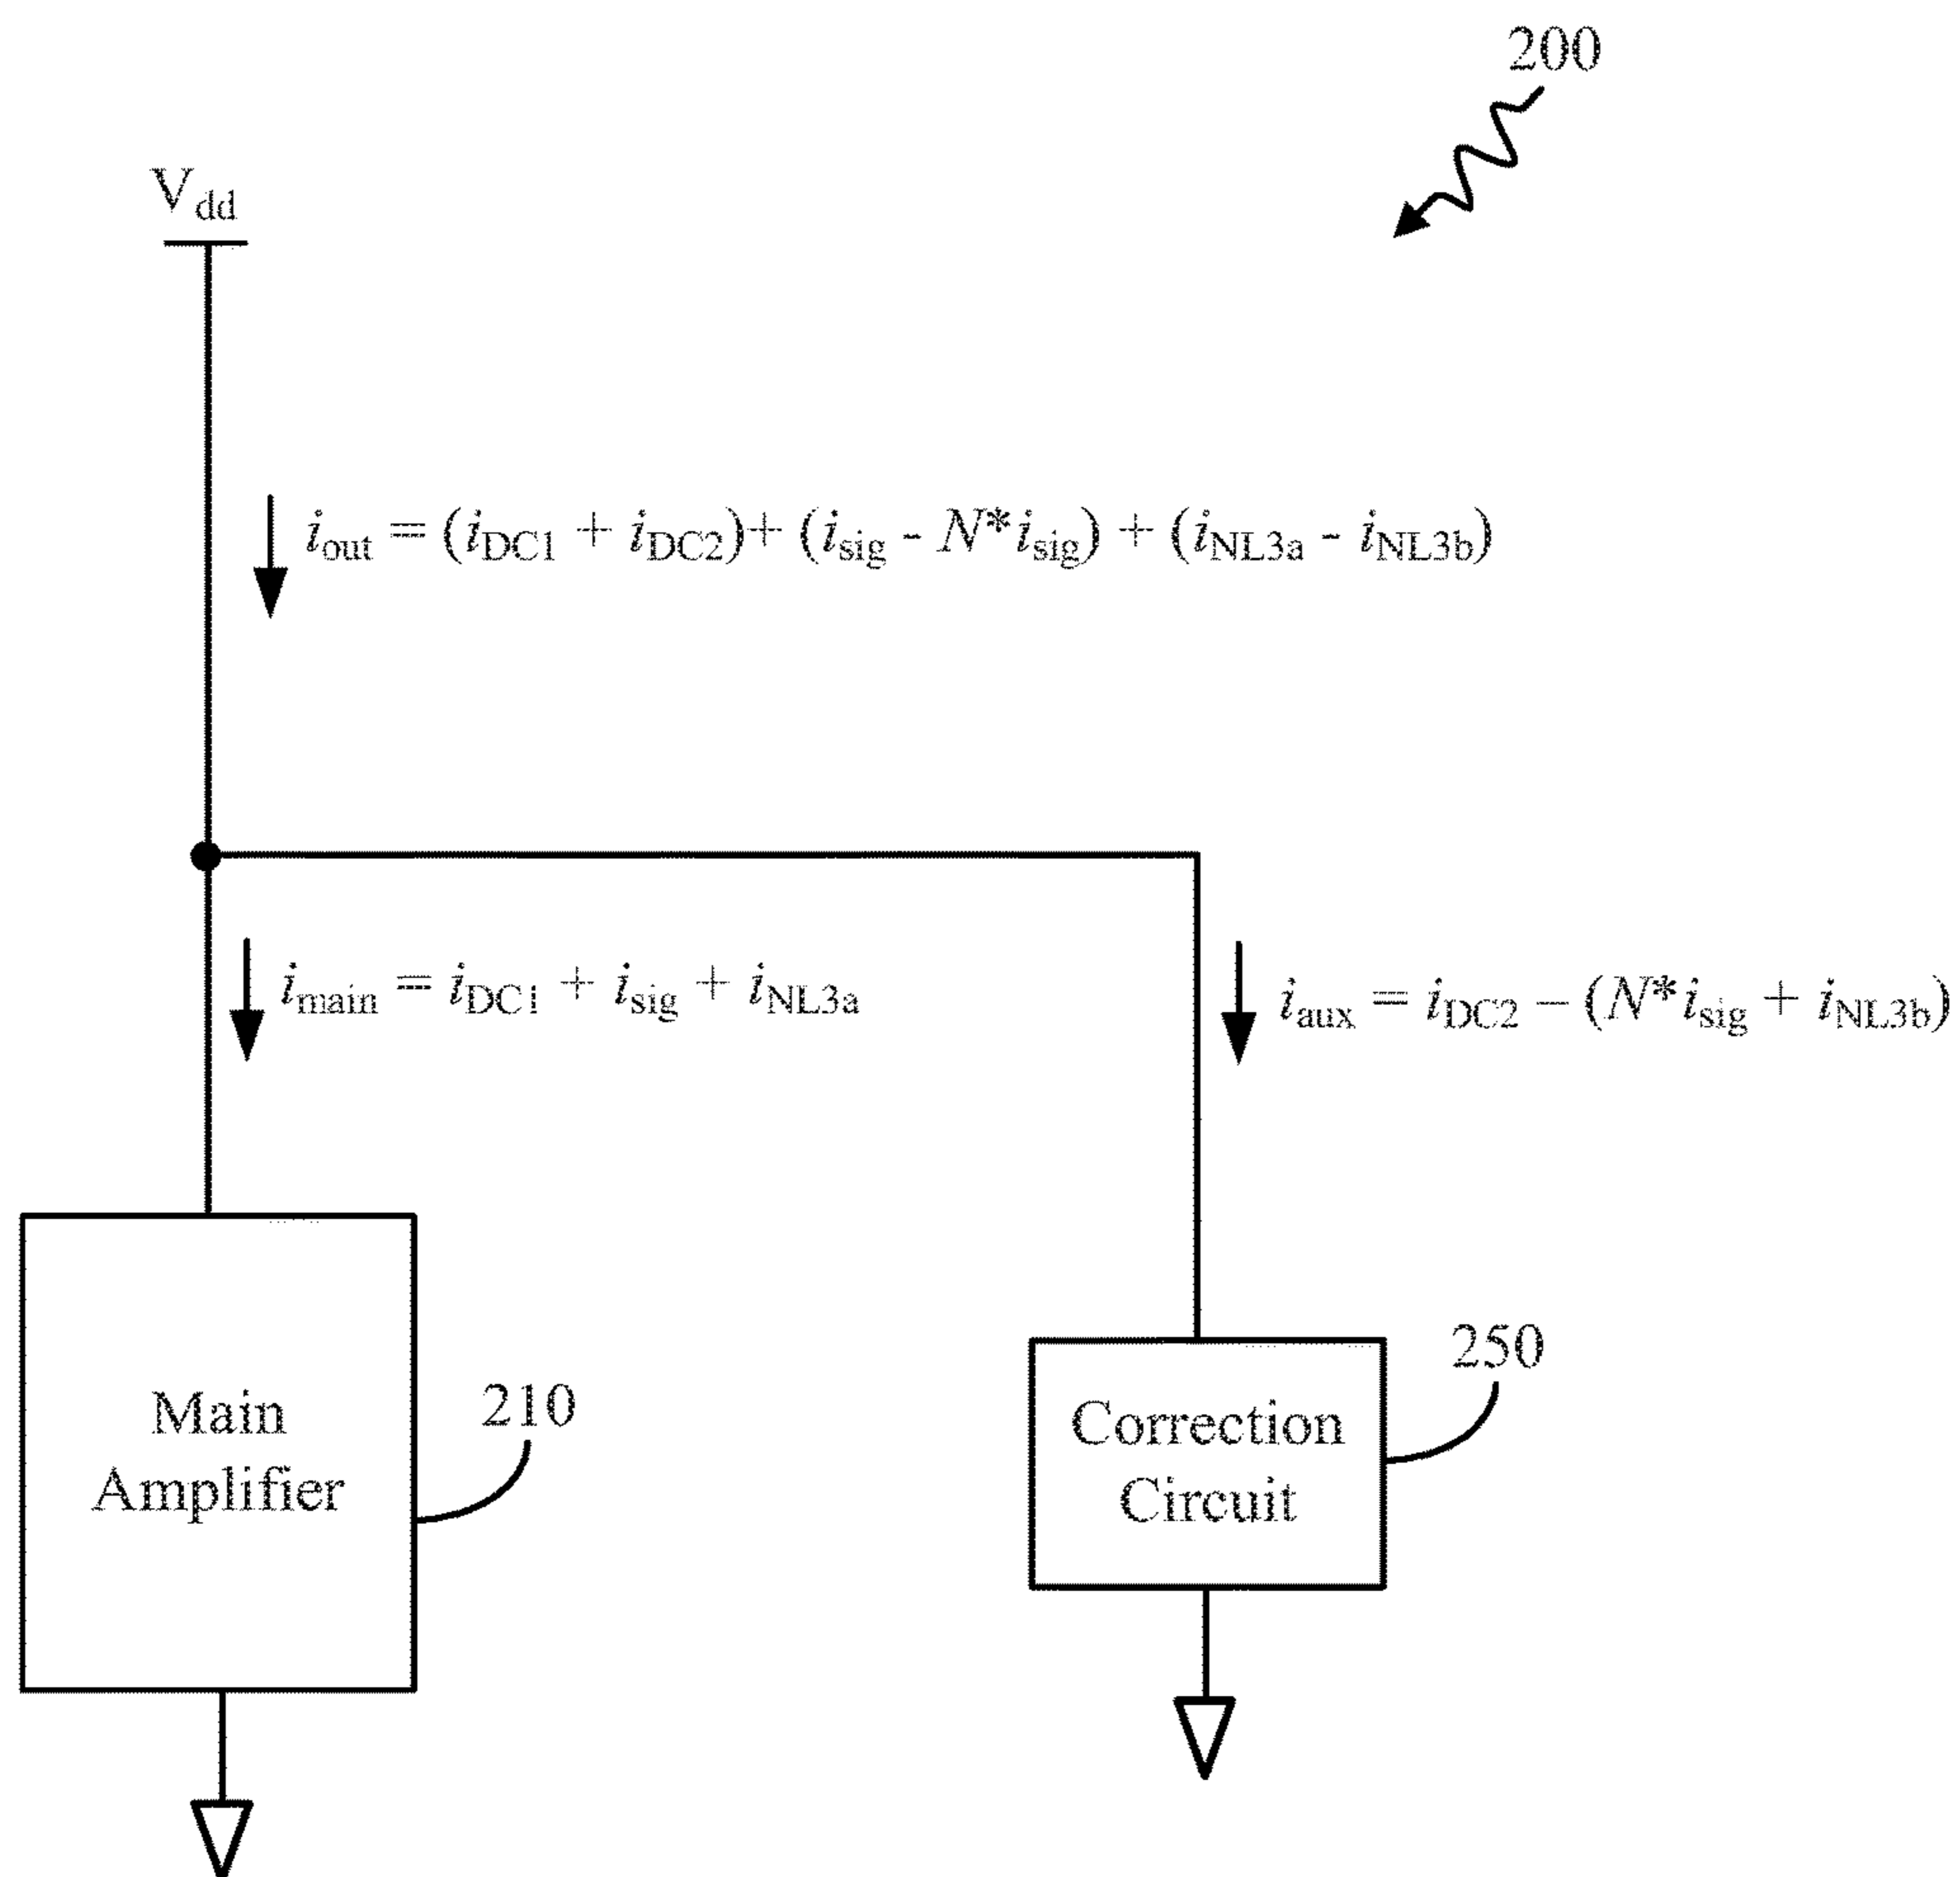 200
Vdd
iout = (iDC1 + iDC2)+ (isig - N*isig) + (iNL3a - iNL3b)
imain = iDC1 + isig + iNL3a
iaux = iDC2 – (N*isig + iNL3b)
Main
Amplifier
210
Correction
Circuit
250